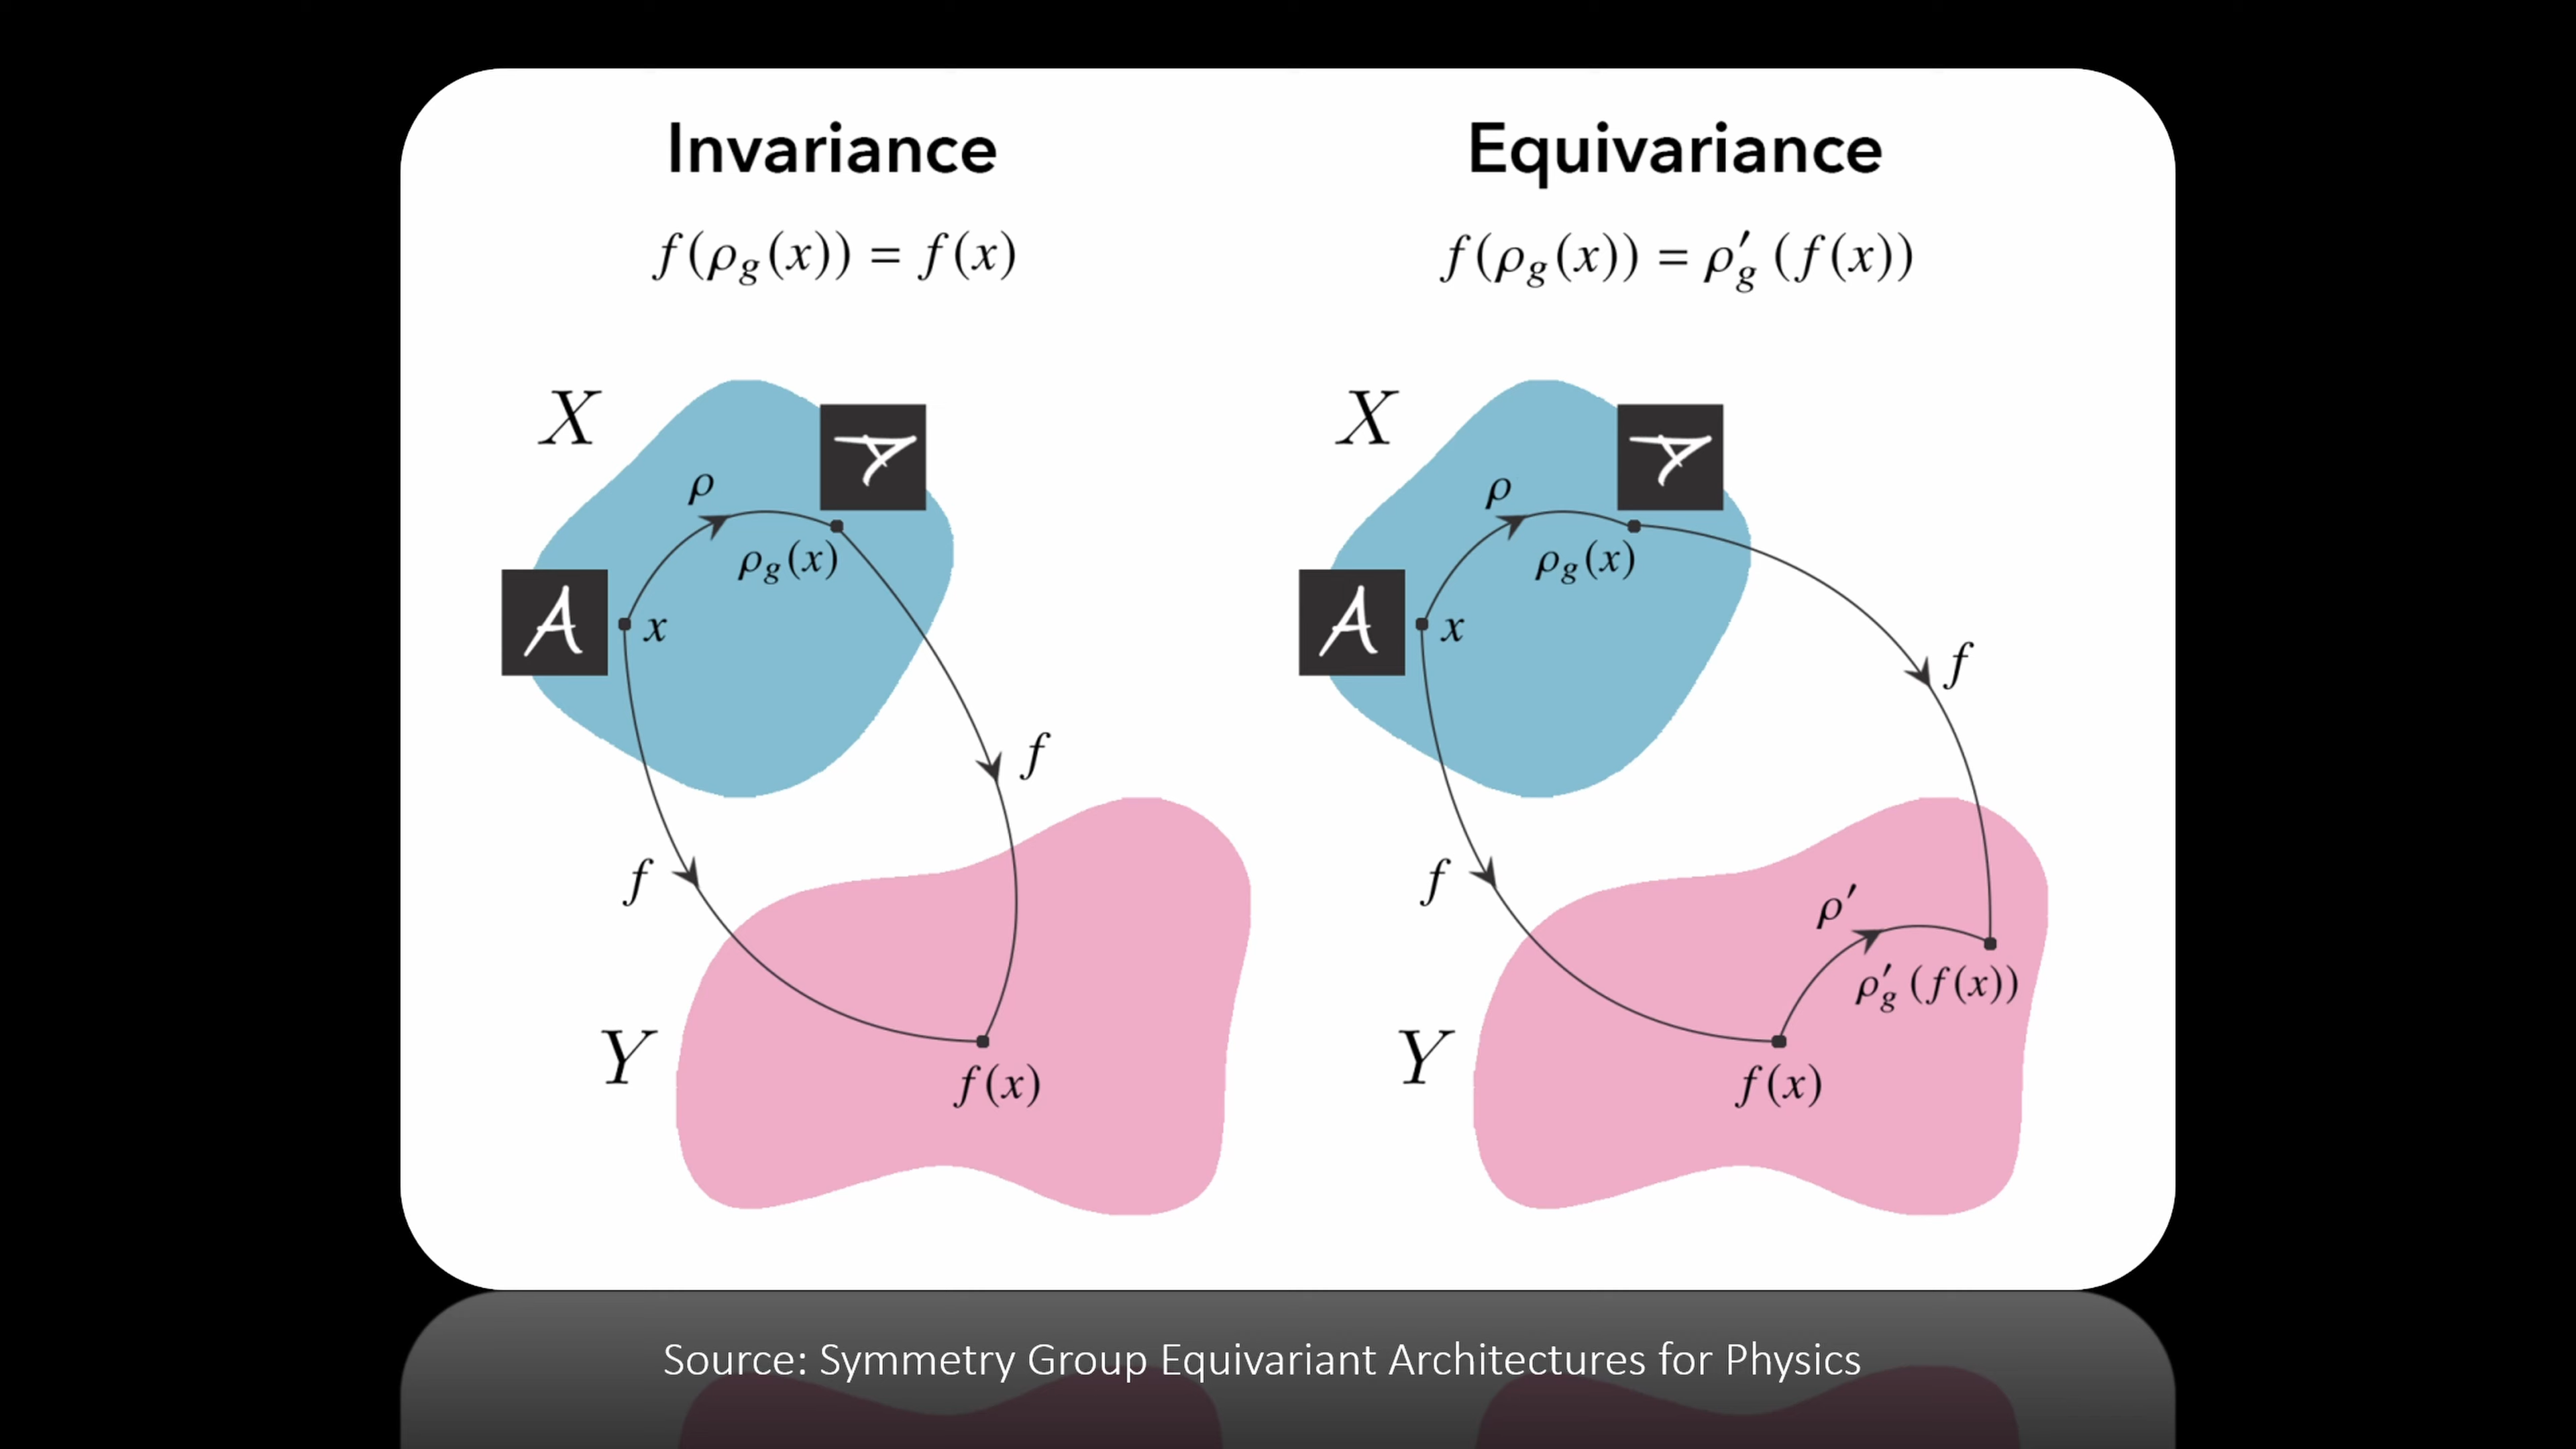 Invariance
f(ρg(x)) = f(x)
X
ρ
ρg(x)
A
A
x
f
f
Y
f(x)
Equivariance
f(ρg(x)) = ρ′g (f(x))
X
ρ
ρg(x)
A
A
x
f
f
ρ′
ρ′g (f(x))
Y
f(x)
Source: Symmetry Group Equivariant Architectures for Physics